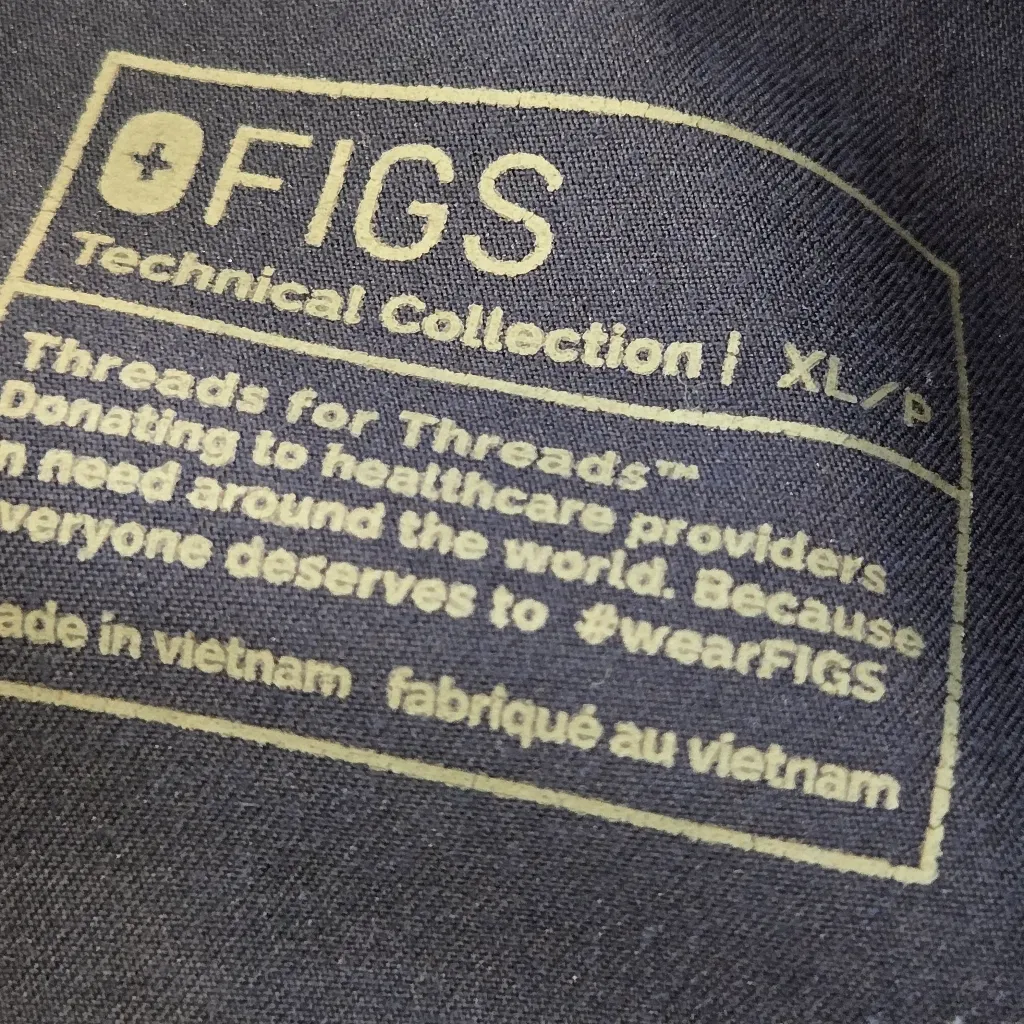 FIGS
Technical Collection | XL/P
Threads for Threads™
Donating to healthcare providers
n need around the world. Because
veryone deserves to #wearFIGS
ade in vietnam fabriqué au vietnam